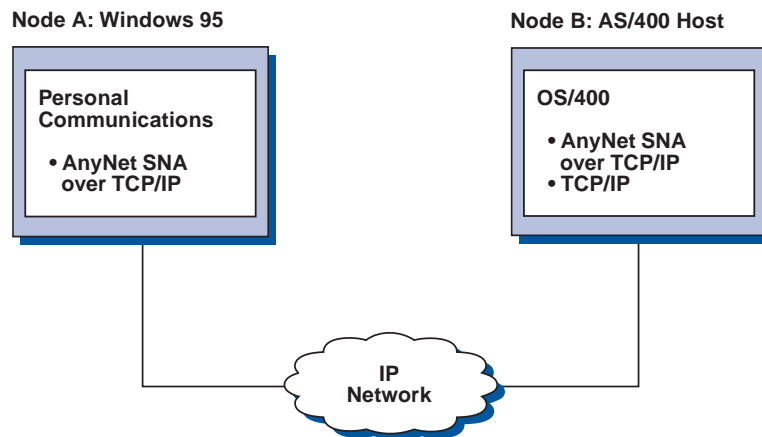 Node A: Windows 95
Personal
Communications
• AnyNet SNA
over TCP/IP
Node B: AS/400 Host
OS/400
• AnyNet SNA
over TCP/IP
• TCP/IP
IP
Network